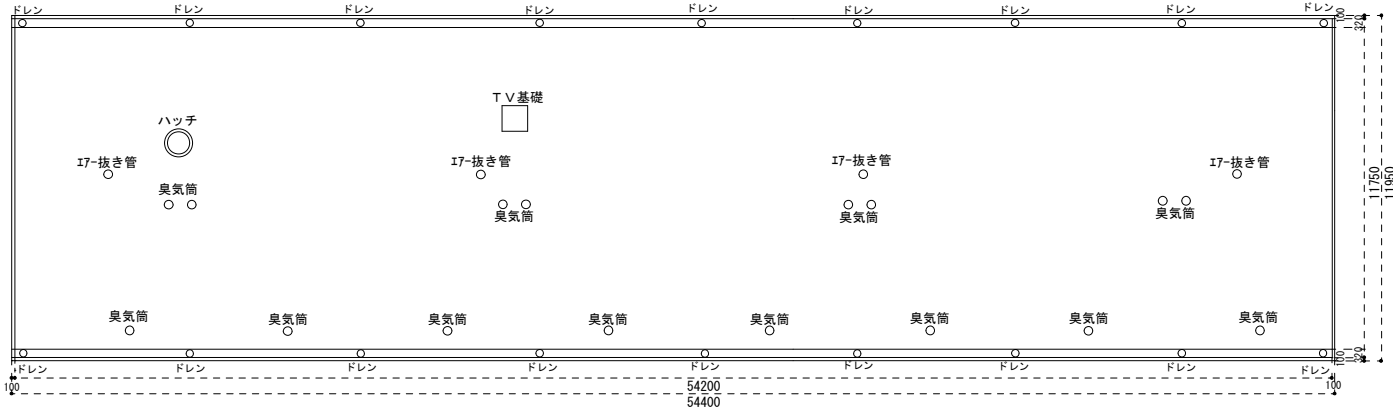 ドレン ドレン ドレン ドレン ドレン ドレン ドレン ドレン ドレン
100
320
TV基礎
ハッチ
ｴｱｰ抜き管 ｴｱｰ抜き管 ｴｱｰ抜き管 ｴｱｰ抜き管
臭気筒 臭気筒 臭気筒 臭気筒
11750
11950
臭気筒 臭気筒 臭気筒 臭気筒 臭気筒 臭気筒 臭気筒 臭気筒
320
100
ドレン ドレン ドレン ドレン ドレン ドレン ドレン ドレン ドレン
100 54200 100
54400